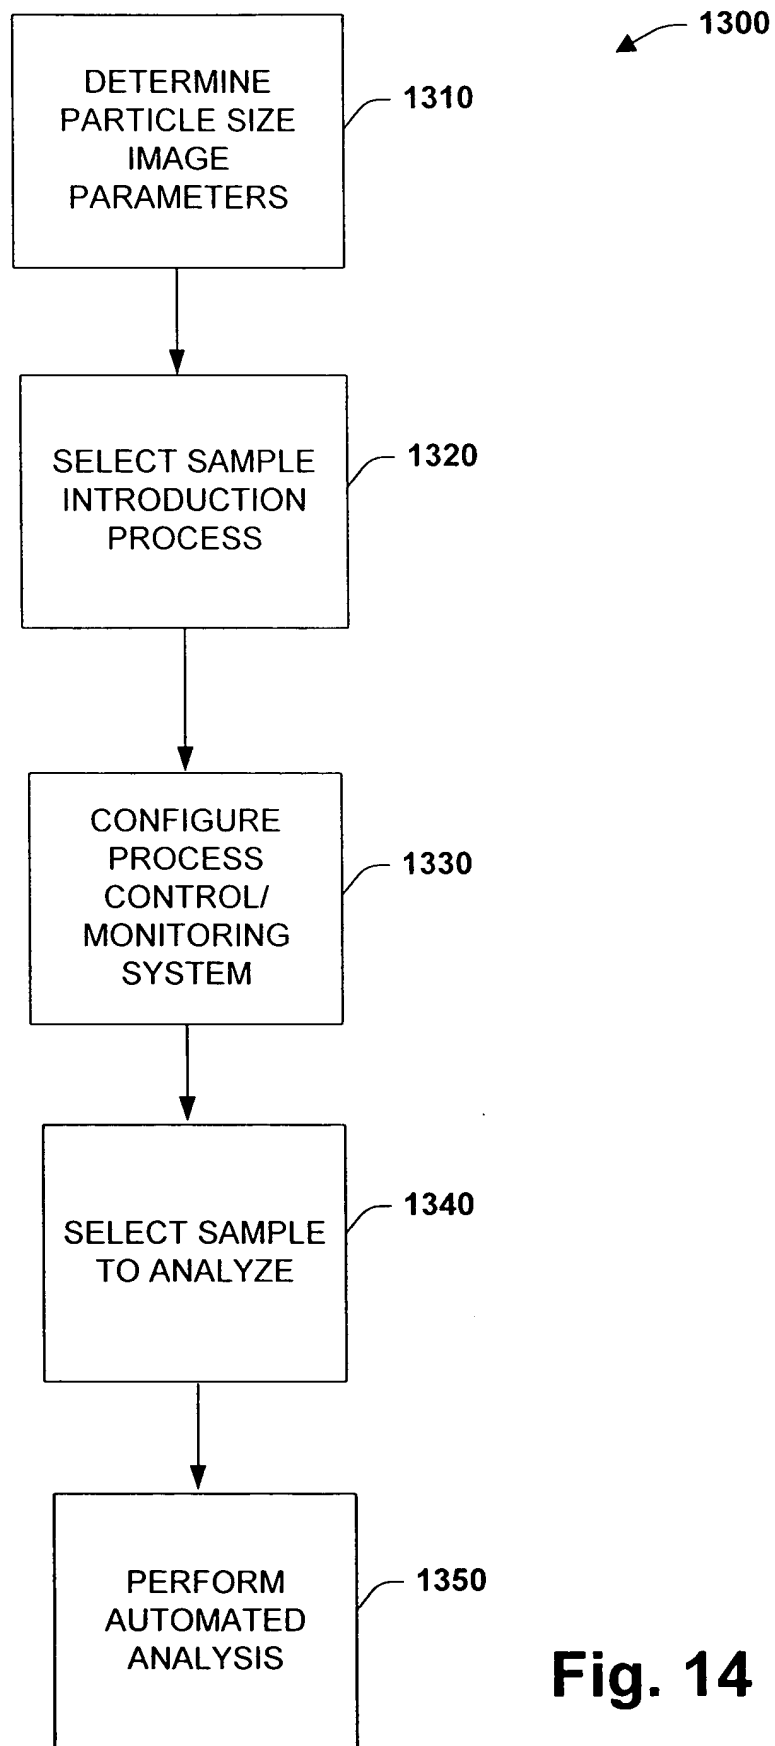 1300
DETERMINE
PARTICLE SIZE
IMAGE
PARAMETERS
1310
SELECT SAMPLE
INTRODUCTION
PROCESS
1320
CONFIGURE
PROCESS
CONTROL/
MONITORING
SYSTEM
1330
SELECT SAMPLE
TO ANALYZE
1340
PERFORM
AUTOMATED
ANALYSIS
1350
Fig. 14